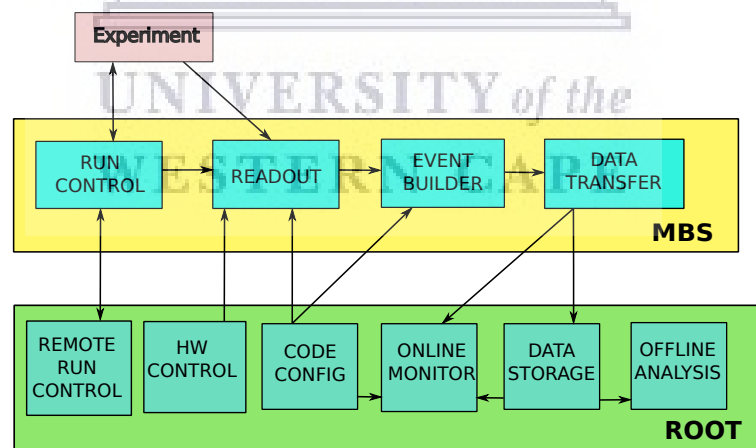 Experiment
UNIVERSITY of the
WESTERN CAPE
RUN
CONTROL
READOUT
EVENT
BUILDER
DATA
TRANSFER
MBS
REMOTE
RUN
CONTROL
HW
CONTROL
CODE
CONFIG
ONLINE
MONITOR
DATA
STORAGE
OFFLINE
ANALYSIS
ROOT